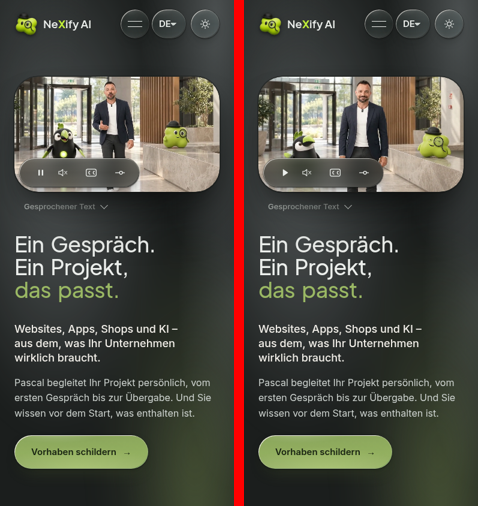 NeXify AI
DE
Gesprochener Text
Ein Gespräch.
Ein Projekt,
das passt.
Websites, Apps, Shops und KI –
aus dem, was Ihr Unternehmen
wirklich braucht.
Pascal begleitet Ihr Projekt persönlich, vom
ersten Gespräch bis zur Übergabe. Und Sie
wissen vor dem Start, was enthalten ist.
Vorhaben schildern →
NeXify AI
DE
Gesprochener Text
Ein Gespräch.
Ein Projekt,
das passt.
Websites, Apps, Shops und KI –
aus dem, was Ihr Unternehmen
wirklich braucht.
Pascal begleitet Ihr Projekt persönlich, vom
ersten Gespräch bis zur Übergabe. Und Sie
wissen vor dem Start, was enthalten ist.
Vorhaben schildern →